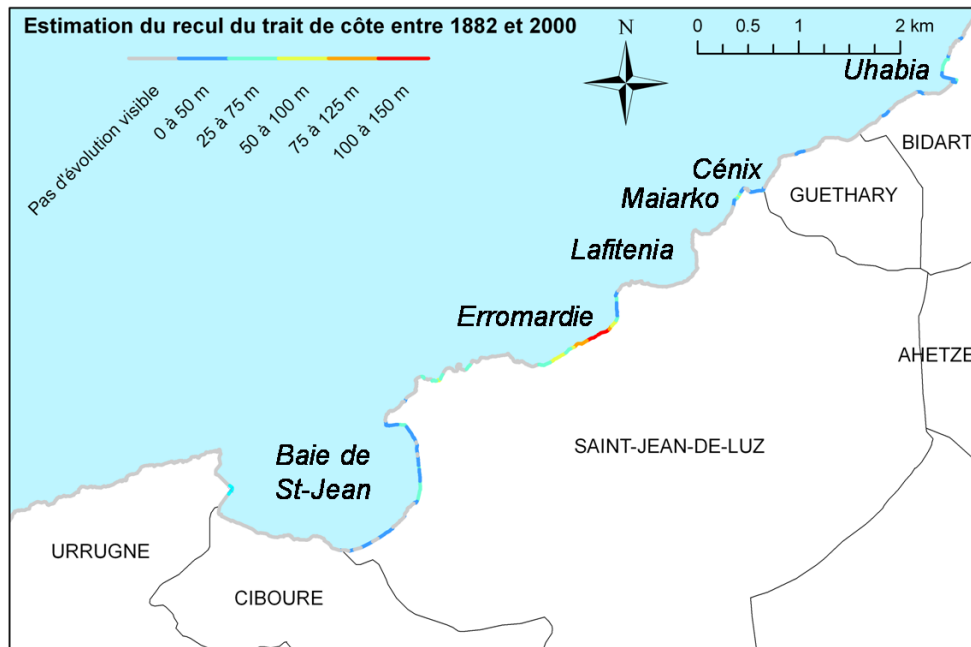 Estimation du recul du trait de côte entre 1882 et 2000
Pas d'évolution visible
0 à 50 m
25 à 75 m
50 à 100 m
75 à 125 m
100 à 150 m
N
0 0.5 1 2 km
Uhabia
BIDART
Cénix
GUETHARY
Maiarko
Lafitenia
Erromardie
AHETZE
SAINT-JEAN-DE-LUZ
Baie de
St-Jean
URRUGNE
CIBOURE